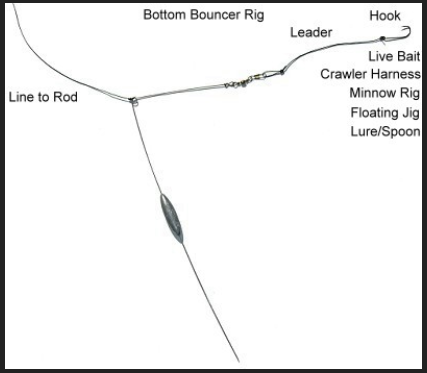 Bottom Bouncer Rig
Hook
Leader
Live Bait
Crawler Harness
Minnow Rig
Floating Jig
Lure/Spoon
Line to Rod